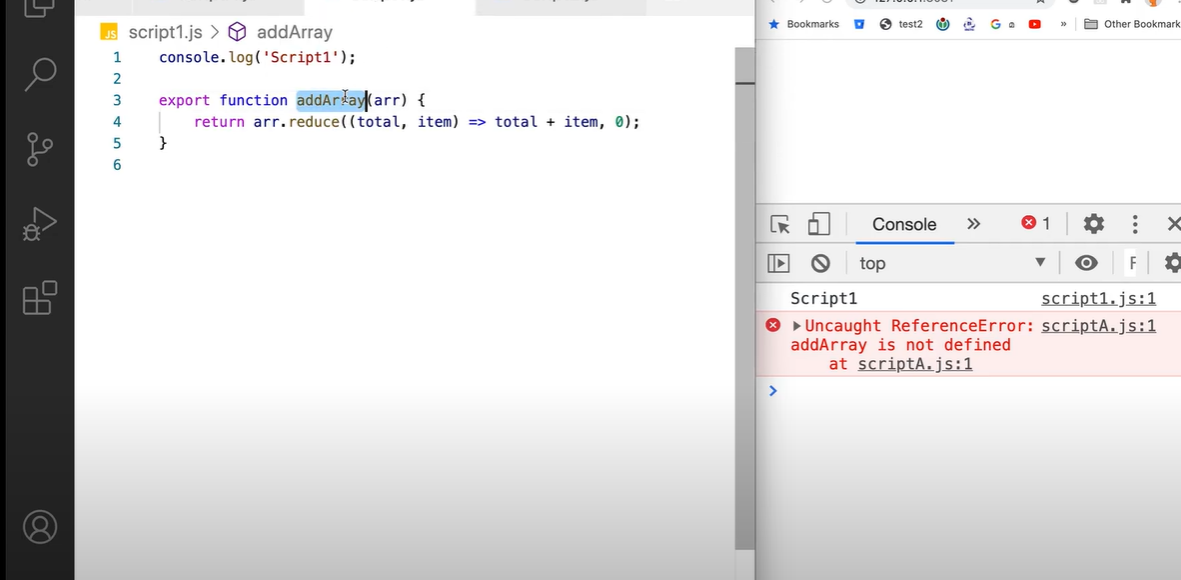 JS script1.js > addArray
1 console.log('Script1');
2
3 export function addArray(arr) {
4 return arr.reduce((total, item) => total + item, 0);
5 }
6
Bookmarks test2 G a » Other Bookmark
Console » 1
top F
Script1 script1.js:1
Uncaught ReferenceError: scriptA.js:1
addArray is not defined
at scriptA.js:1